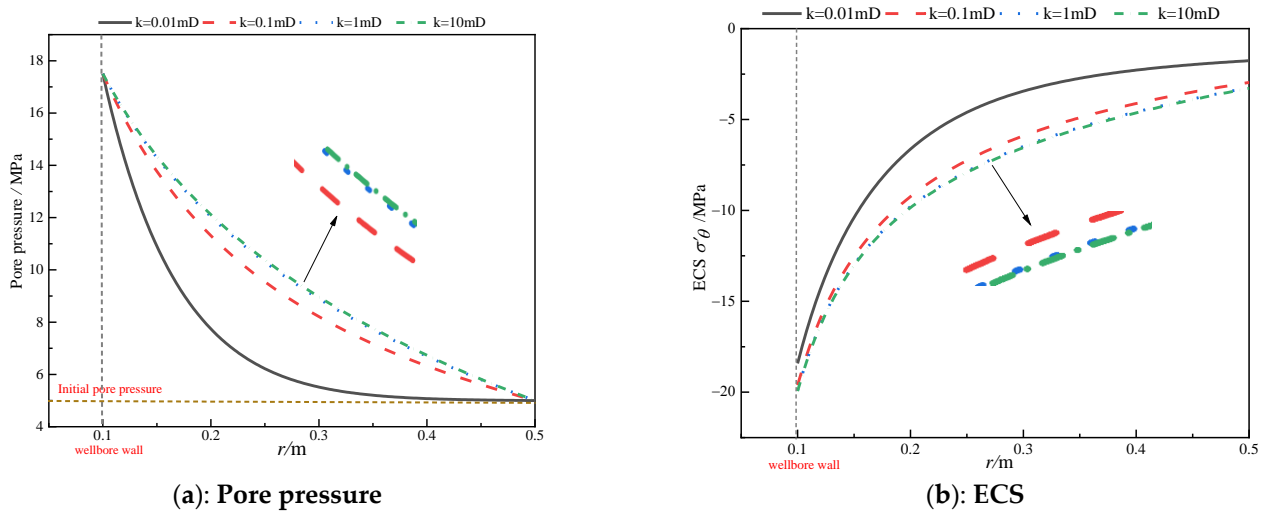 k=0.01mD k=0.1mD k=1mD k=10mD
18
16
14
12
10
8
6
4
Pore pressure / MPa
Initial pore pressure
0.1 0.2 0.3 0.4 0.5
wellbore wall
r/m
(a): Pore pressure
k=0.01mD k=0.1mD k=1mD k=10mD
0
−5
−10
−15
−20
ECS σ'θ /MPa
0.1 0.2 0.3 0.4 0.5
wellbore wall
r/m
(b): ECS